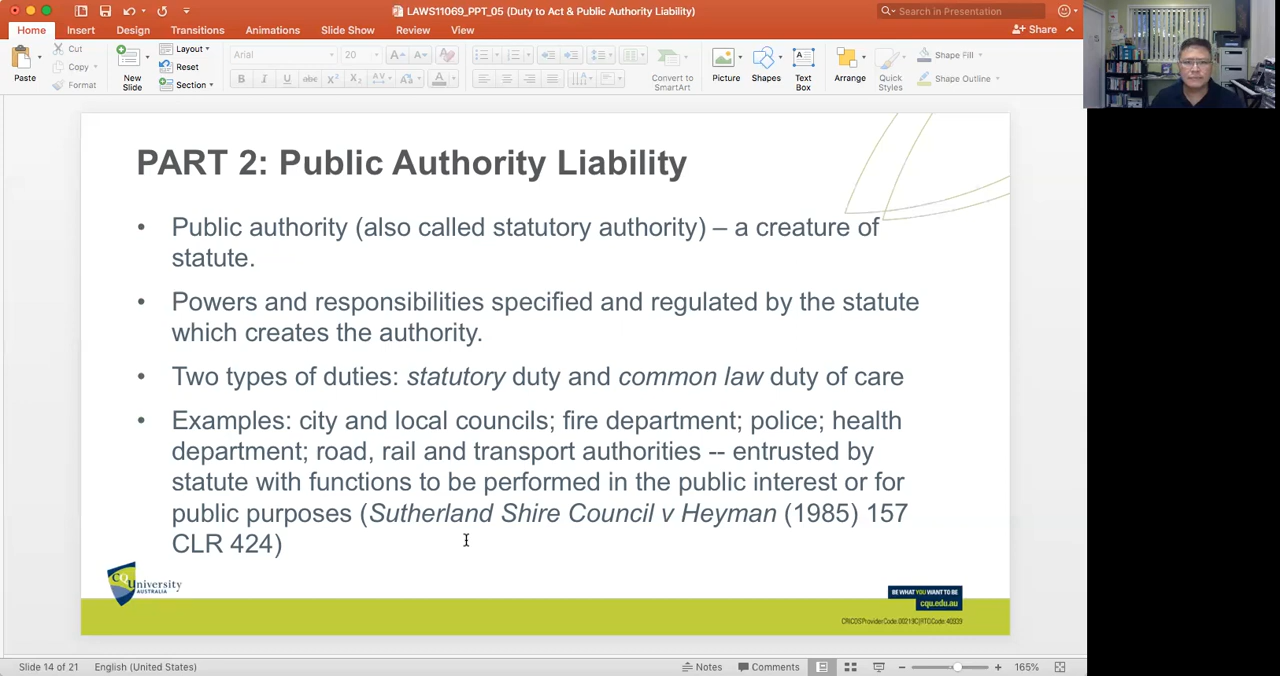 LAWS11069_PPT_05 (Duty to Act & Public Authority Liability)
Search in Presentation
Home Insert Design Transitions Animations Slide Show Review View
Share
Paste
Cut
Copy
Format
New
Slide
Layout
Reset
Section
Arial 20
Convert to
SmartArt
Picture
Shapes
Text
Box
Arrange
Quick
Styles
Shape Fill
Shape Outline
PART 2: Public Authority Liability
• Public authority (also called statutory authority) – a creature of
statute.
• Powers and responsibilities specified and regulated by the statute
which creates the authority.
• Two types of duties: statutory duty and common law duty of care
• Examples: city and local councils; fire department; police; health
department; road, rail and transport authorities -- entrusted by
statute with functions to be performed in the public interest or for
public purposes (Sutherland Shire Council v Heyman (1985) 157
CLR 424)
CQUniversity
AUSTRALIA
BE WHAT YOU WANT TO BE
cqu.edu.au
Slide 14 of 21 English (United States) Notes Comments 165%